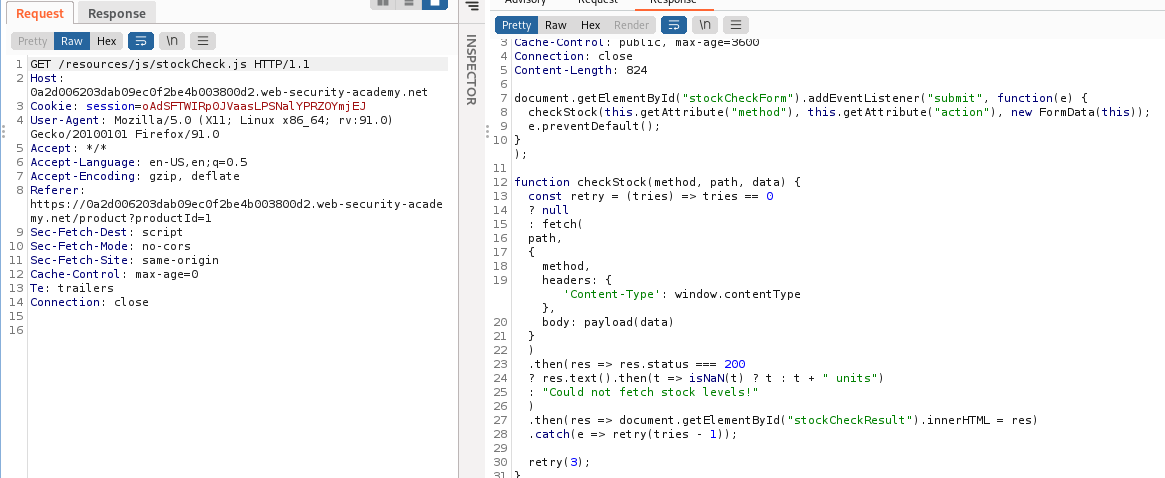 Request Response
Pretty Raw Hex \n
1 GET /resources/js/stockCheck.js HTTP/1.1
2 Host:
0a2d006203dab09ec0f2be4b003800d2.web-security-academy.net
3 Cookie: session=oAdSFTWIRpOJVaasLPSNalYPRZOYmjEJ
4 User-Agent: Mozilla/5.0 (X11; Linux x86_64; rv:91.0)
Gecko/20100101 Firefox/91.0
5 Accept: */*
6 Accept-Language: en-US,en;q=0.5
7 Accept-Encoding: gzip, deflate
8 Referer:
https://0a2d006203dab09ec0f2be4b003800d2.web-security-acade
my.net/product?productId=1
9 Sec-Fetch-Dest: script
10 Sec-Fetch-Mode: no-cors
11 Sec-Fetch-Site: same-origin
12 Cache-Control: max-age=0
13 Te: trailers
14 Connection: close
15
16
INSPECTOR
Advisory Request Response
Pretty Raw Hex Render \n
3 Cache-Control: public, max-age=3600
4 Connection: close
5 Content-Length: 824
6
7 document.getElementById("stockCheckForm").addEventListener("submit", function(e) {
8 checkStock(this.getAttribute("method"), this.getAttribute("action"), new FormData(this));
9 e.preventDefault();
10 }
);
11
12 function checkStock(method, path, data) {
13 const retry = (tries) => tries == 0
14 ? null
15 : fetch(
16 path,
17 {
18 method,
19 headers: {
'Content-Type': window.contentType
},
20 body: payload(data)
21 }
22 )
23 .then(res => res.status === 200
24 ? res.text().then(t => isNaN(t) ? t : t + " units")
25 : "Could not fetch stock levels!"
26 )
27 .then(res => document.getElementById("stockCheckResult").innerHTML = res)
28 .catch(e => retry(tries - 1));
29
30 retry(3);
31 }